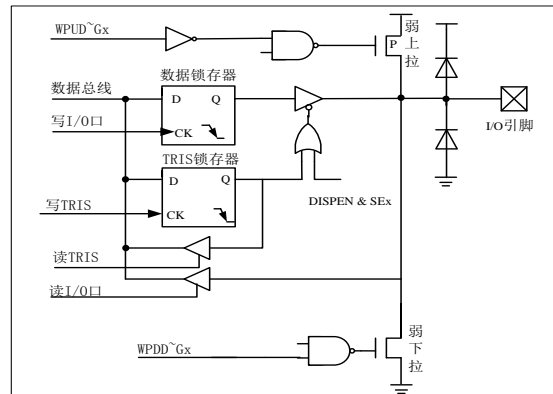 WPUD~Gx
P
弱上拉
数据总线
数据锁存器
D
Q
写I/O口
CK
I/O引脚
TRIS锁存器
D
Q
DISPEN & SEx
写TRIS
CK
读TRIS
读I/O口
弱下拉
WPDD~Gx